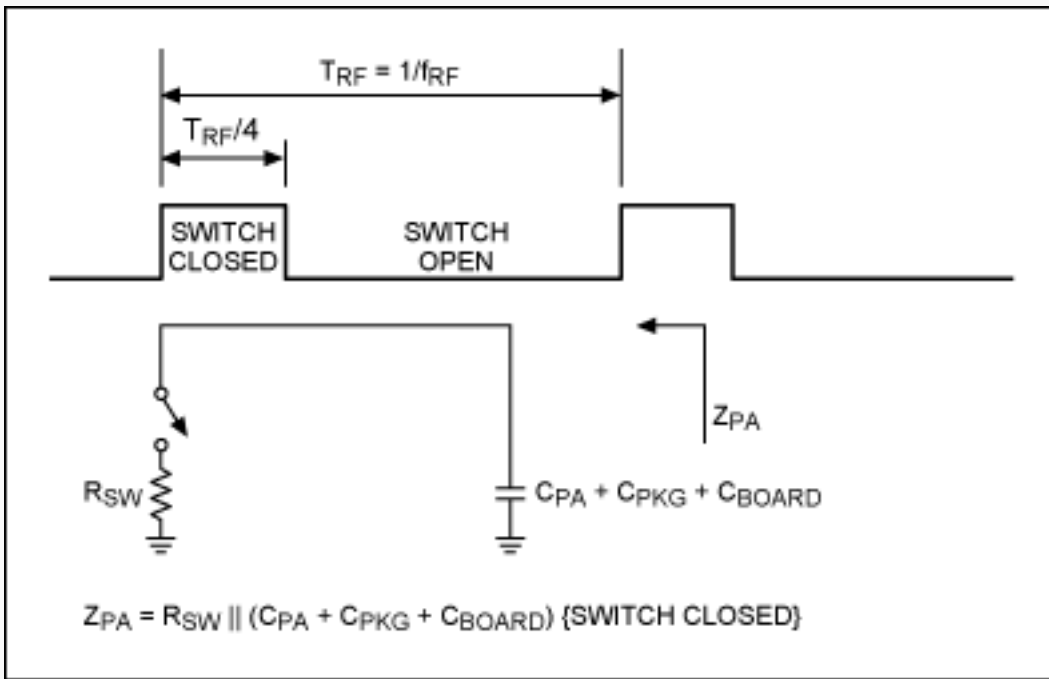 T_RF = 1/f_RF
T_RF/4
SWITCH
CLOSED
SWITCH
OPEN
Z_PA
R_SW
C_PA + C_PKG + C_BOARD
Z_PA = R_SW || (C_PA + C_PKG + C_BOARD) {SWITCH CLOSED}